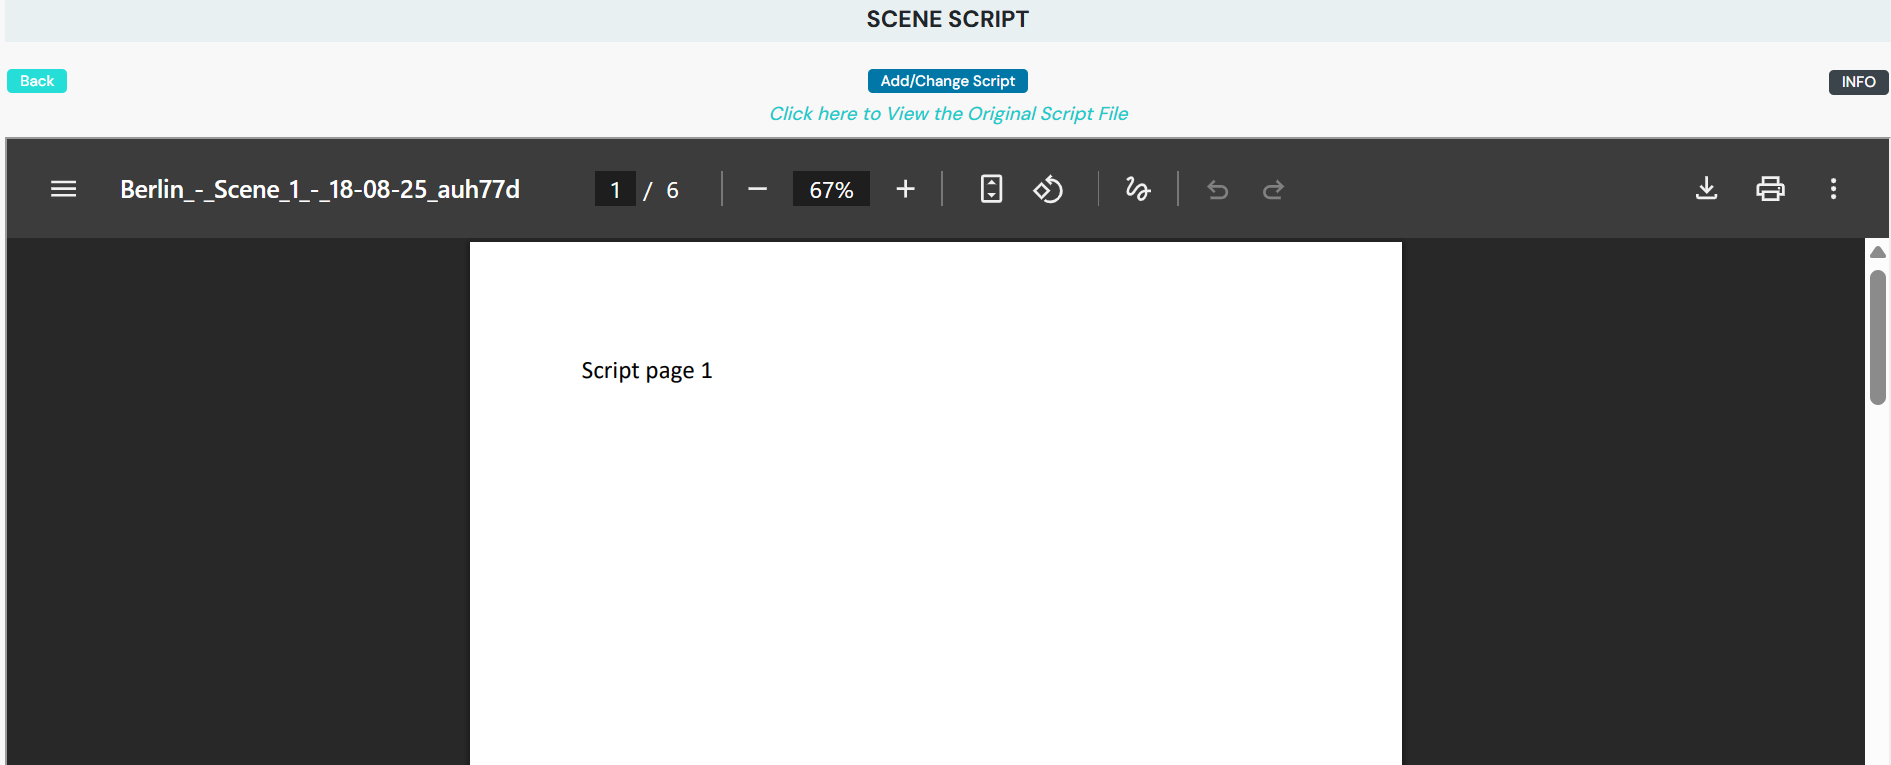 SCENE SCRIPT
Back
Add/Change Script
INFO
Click here to View the Original Script File
Berlin_-_Scene_1_-_18-08-25_auh77d 1 / 6 67%
Script page 1